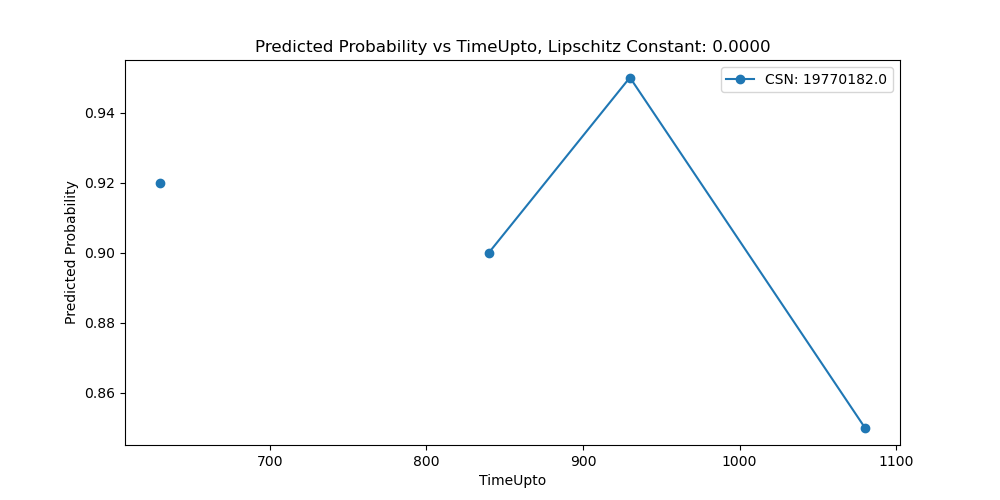 Predicted Probability vs TimeUpto, Lipschitz Constant: 0.0000
CSN: 19770182.0
Predicted Probability
0.94
0.92
0.90
0.88
0.86
700 800 900 1000 1100
TimeUpto